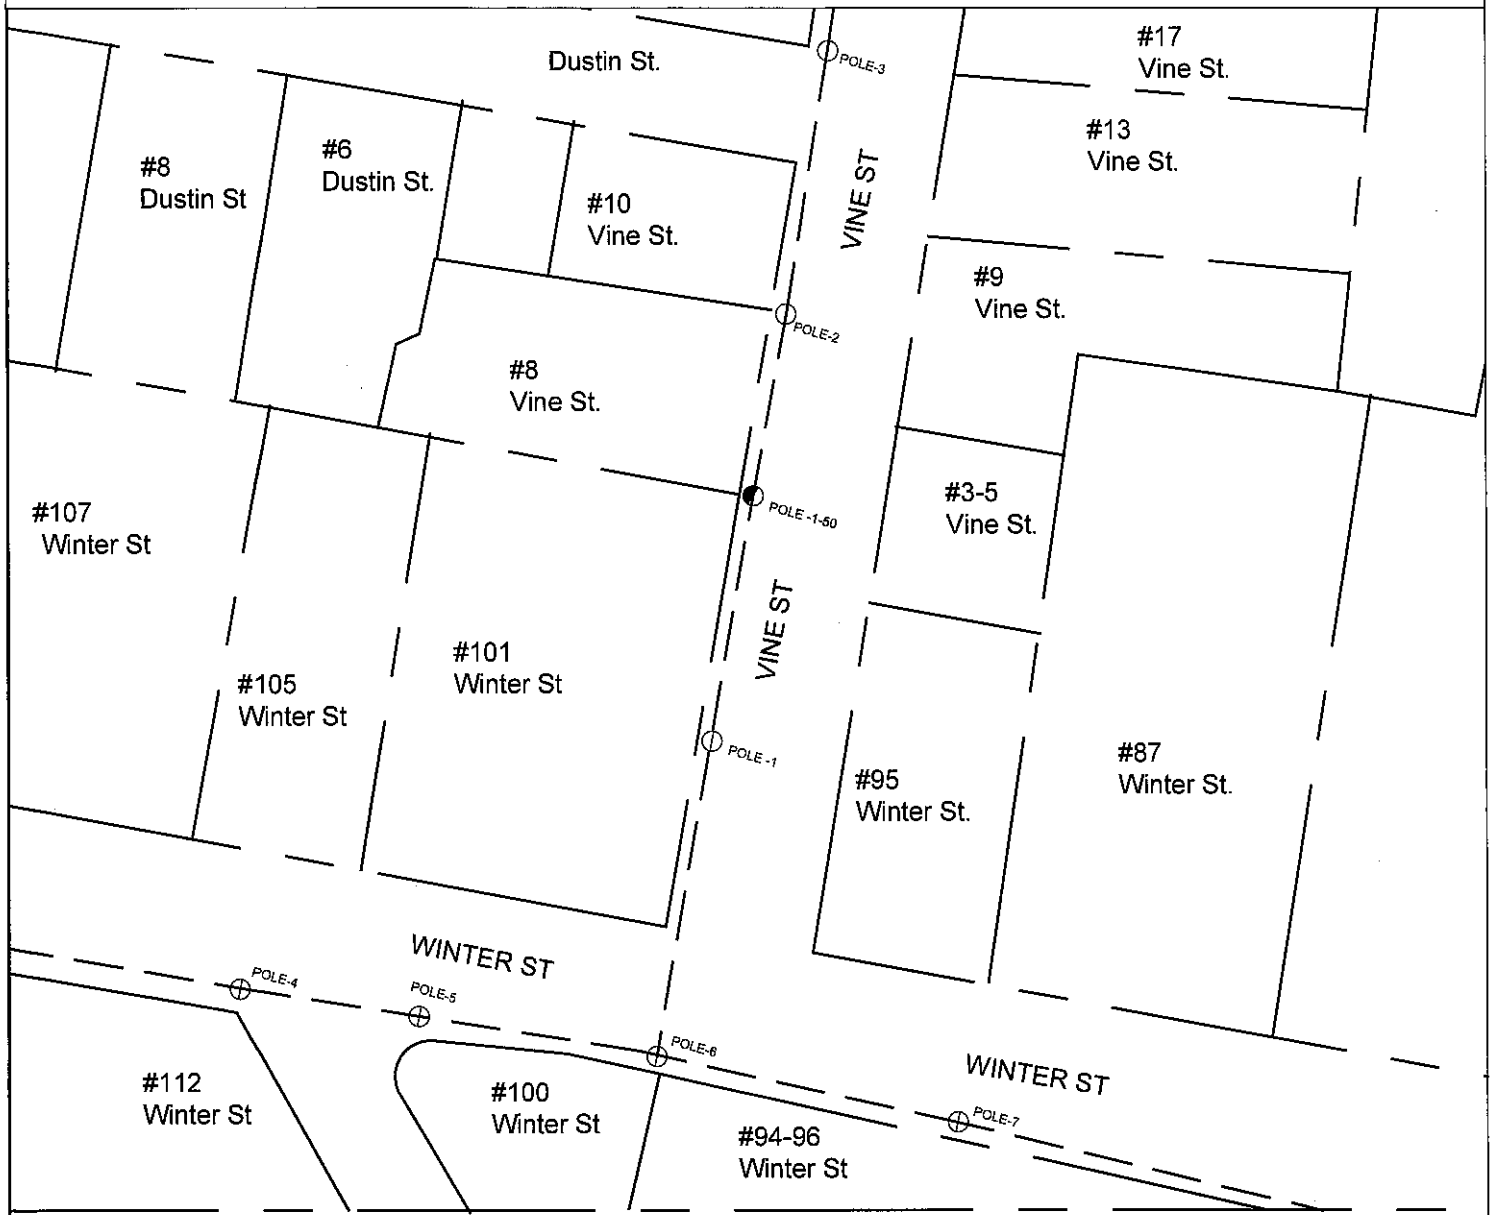 #17
Vine St.
Dustin St.
POLE-3
#13
Vine St.
#6
Dustin St.
#8
Dustin St
VINE ST
#10
Vine St.
#9
Vine St.
POLE-2
#8
Vine St.
#3-5
Vine St.
POLE -1-50
#107
Winter St
VINE ST
#101
Winter St
#105
Winter St
POLE -1
#87
Winter St.
#95
Winter St.
WINTER ST
POLE-4
POLE-5
POLE-6
WINTER ST
#112
Winter St
#100
Winter St
POLE-7
#94-96
Winter St